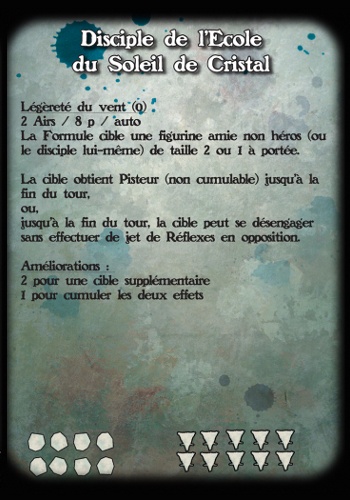 Disciple de l'Ecole
du Soleil de Cristal
Légèreté du vent (9)
2 Airs / 8 p / auto
La Formule cible une figurine amie non héros (ou
le disciple lui-même) de taille 2 ou 1 à portée.
La cible obtient Pisteur (non cumulable) jusqu'à la
fin du tour,
ou,
jusqu'à la fin du tour, la cible peut se désengager
sans effectuer de jet de Réflexes en opposition.
Améliorations :
2 pour une cible supplémentaire
1 pour cumuler les deux effets